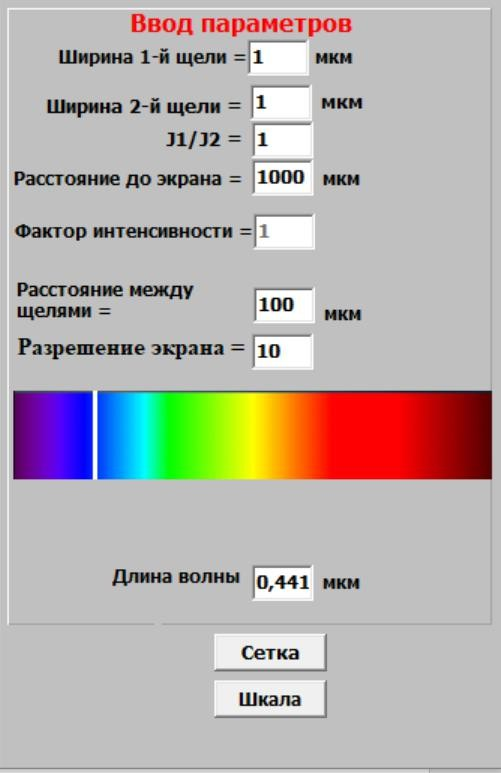 Ввод параметров
Ширина 1-й щели = 1 мкм
Ширина 2-й щели = 1 мкм
J1/J2 = 1
Расстояние до экрана = 1000 мкм
Фактор интенсивности = 1
Расстояние между
щелями = 100 мкм
Разрешение экрана = 10
Длина волны 0,441 мкм
Сетка
Шкала